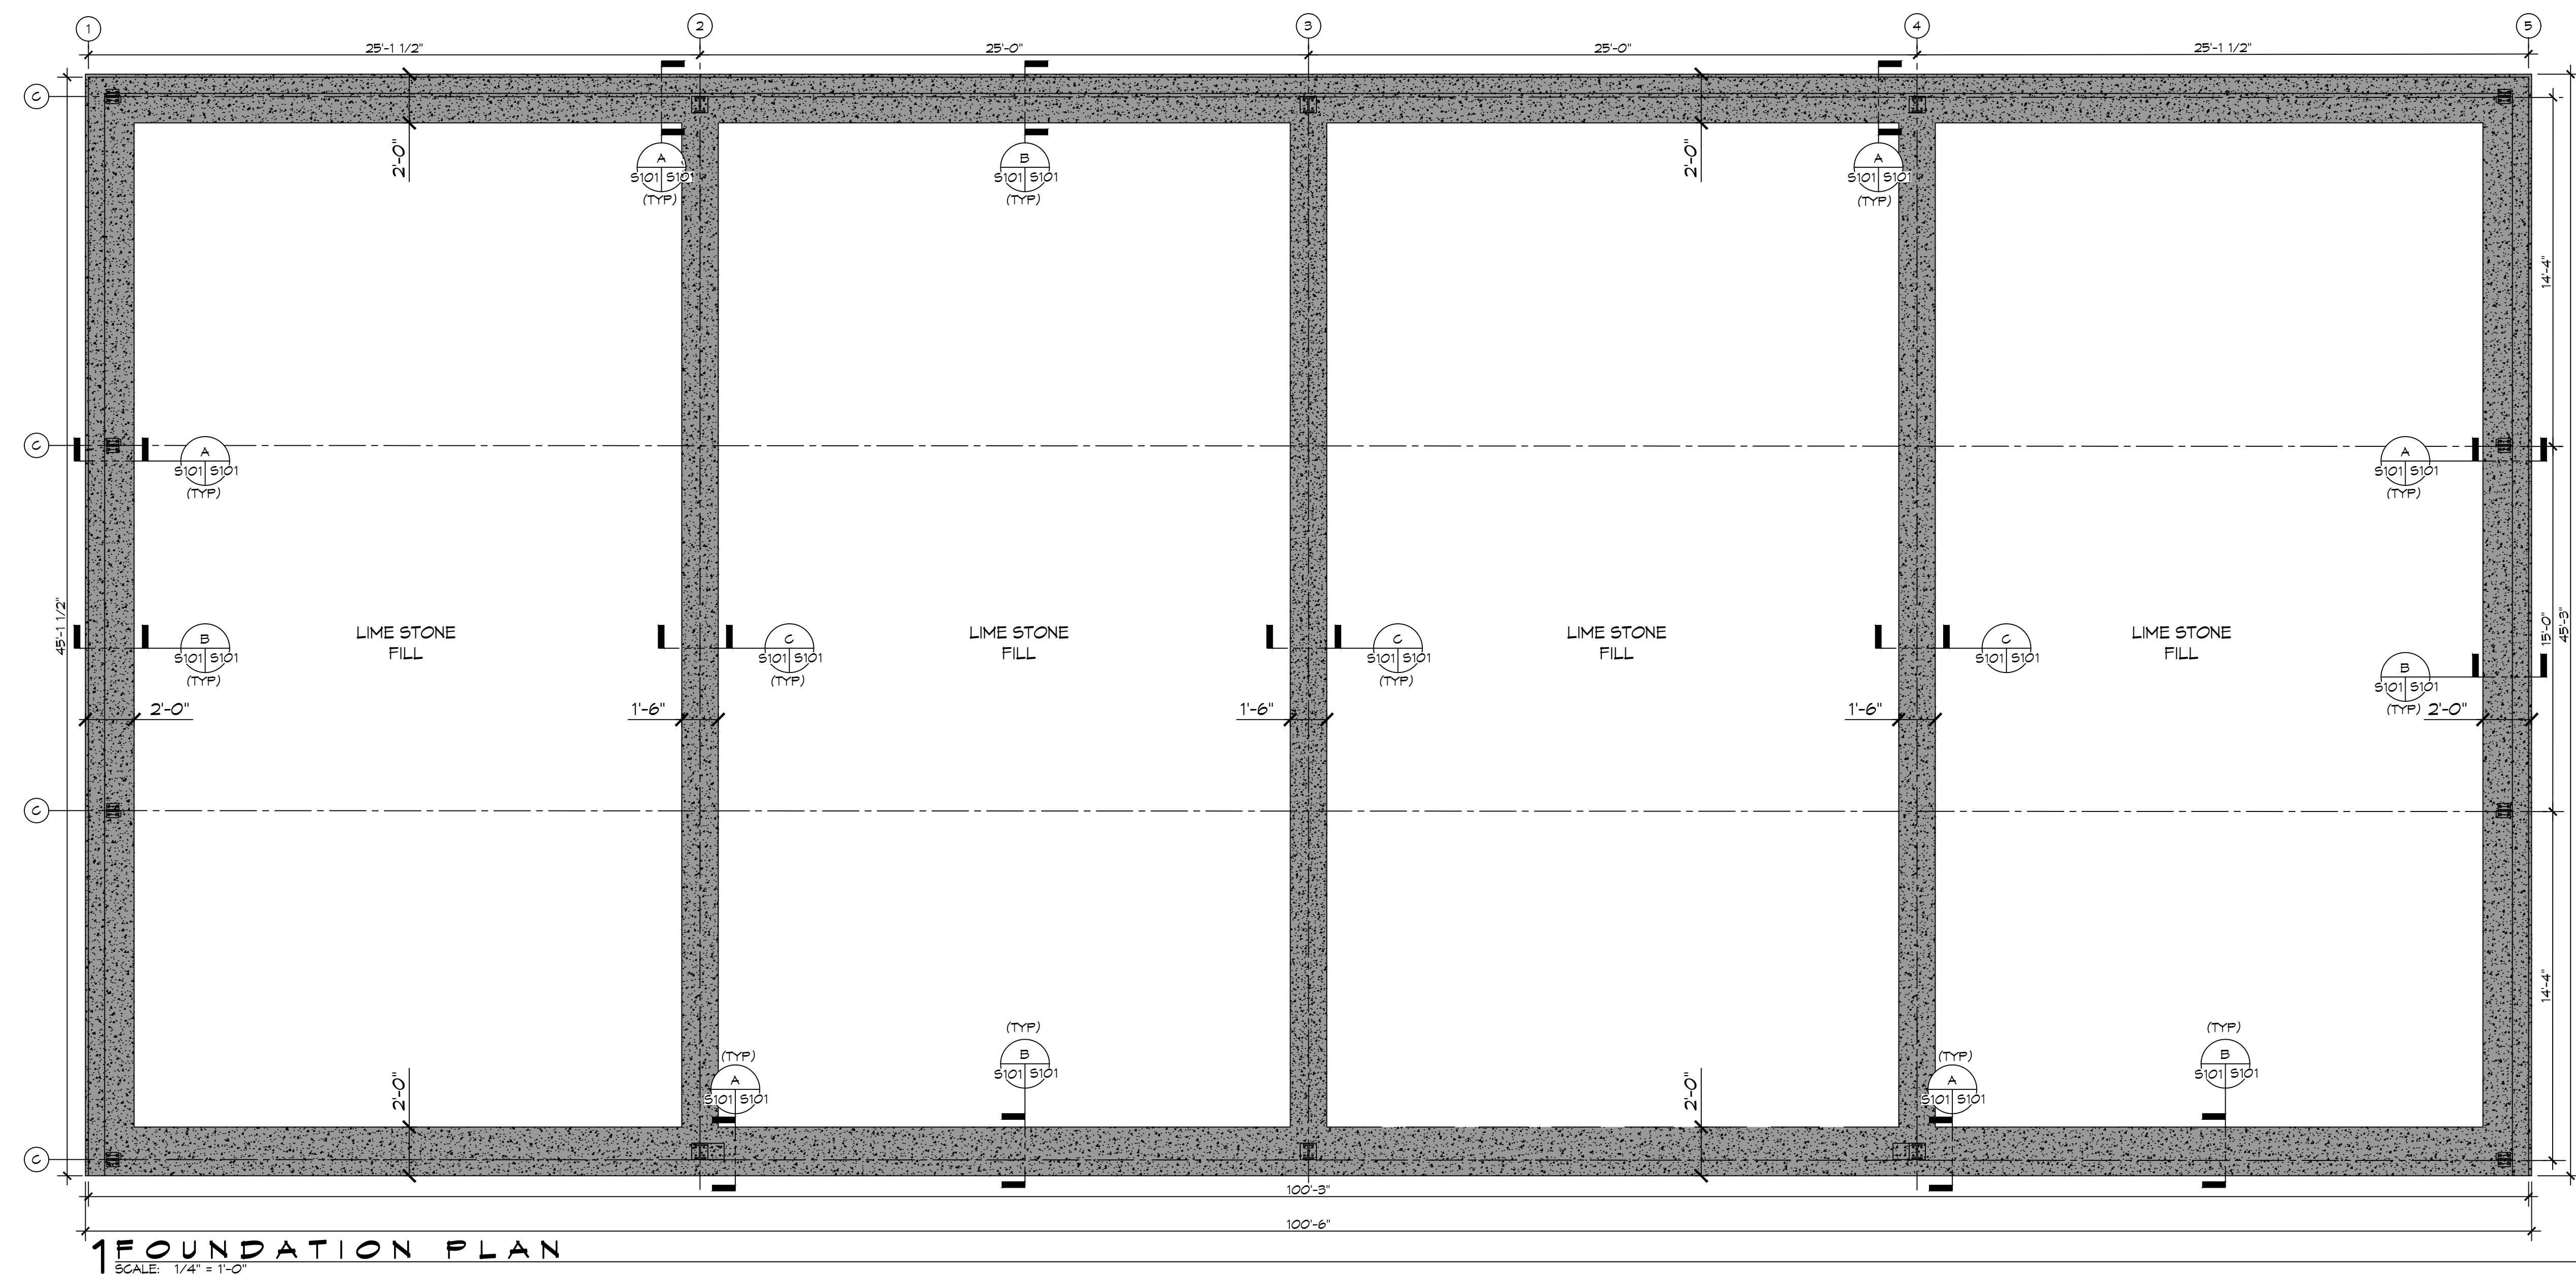 1
2
3
4
5
25'-1 1/2"
25'-0"
25'-0"
25'-1 1/2"
C
2'-0"
A
S101 S101
(TYP)
B
S101 S101
(TYP)
2'-0"
A
S101 S101
(TYP)
14'-4"
C
A
S101 S101
(TYP)
A
S101 S101
(TYP)
45'-1 1/2"
B
S101 S101
(TYP)
LIME STONE
FILL
C
S101 S101
(TYP)
LIME STONE
FILL
C
S101 S101
(TYP)
LIME STONE
FILL
C
S101 S101
LIME STONE
FILL
B
S101 S101
(TYP)
15'-0"
45'-3"
2'-0"
1'-6"
1'-6"
1'-6"
2'-0"
C
14'-4"
2'-0"
(TYP)
A
S101 S101
(TYP)
B
S101 S101
2'-0"
(TYP)
A
S101 S101
(TYP)
B
S101 S101
C
100'-3"
100'-6"
1 FOUNDATION PLAN
SCALE: 1/4" = 1'-0"